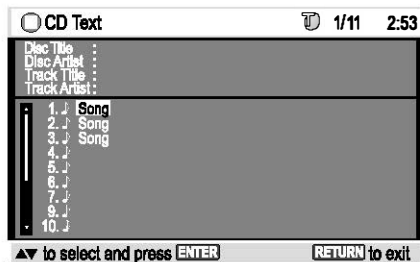 CD Text T 1/11 2:53
Disc Title :
Disc Artist :
Track Title :
Track Artist :
1. ♪ Song
2. ♪ Song
3. ♪ Song
4. ♪
5. ♪
6. ♪
7. ♪
9. ♪
10. ♪
▲▼ to select and press ENTER RETURN to exit